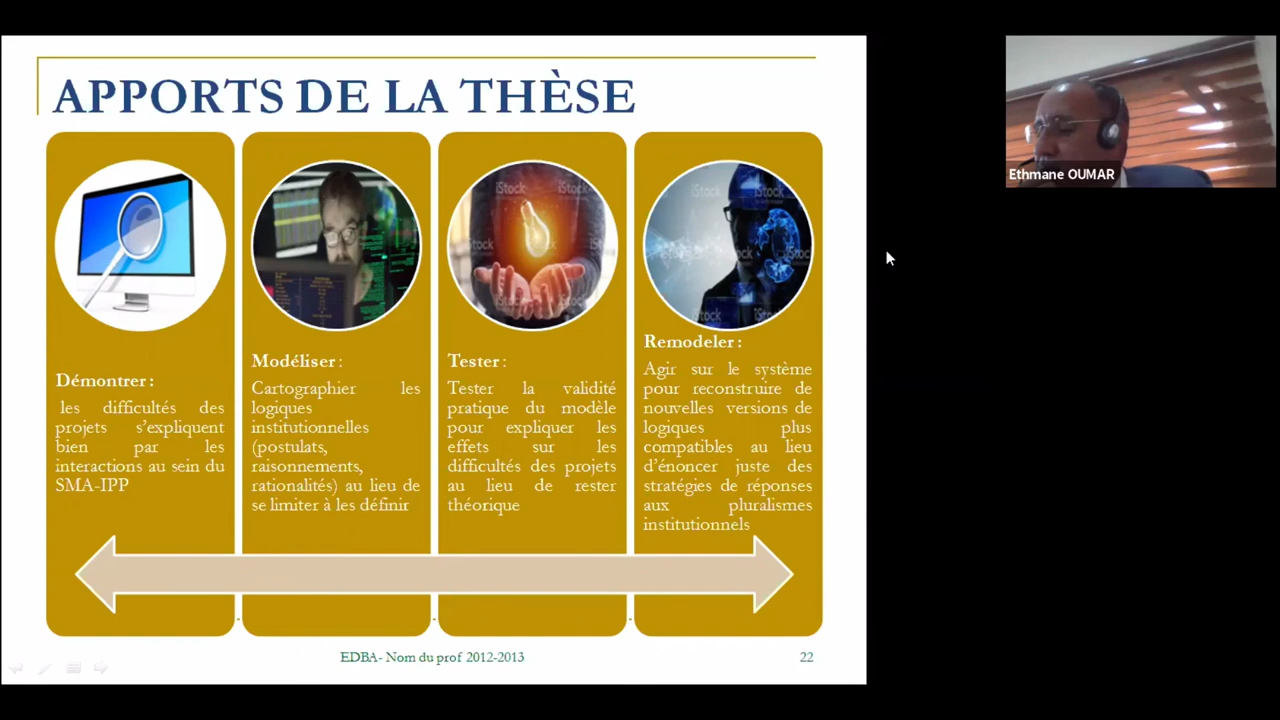 APPORTS DE LA THÈSE
Démontrer :
les difficultés des
projets s'expliquent
bien par les
interactions au sein du
SMA-IPP
Modéliser :
Cartographier les
logiques
institutionnelles
(postulats,
raisonnements,
rationalités) au lieu de
se limiter à les définir
Tester :
Tester la validité
pratique du modèle
pour expliquer les
effets sur les
difficultés des projets
au lieu de rester
théorique
Remodeler :
Agir sur le système
pour reconstruire de
nouvelles versions de
logiques plus
compatibles au lieu
d'énoncer juste des
stratégies de réponses
aux pluralismes
institutionnels
iStock
iStock
iStock
iStock
EDBA- Nom du prof 2012-2013
22
Ethmane OUMAR